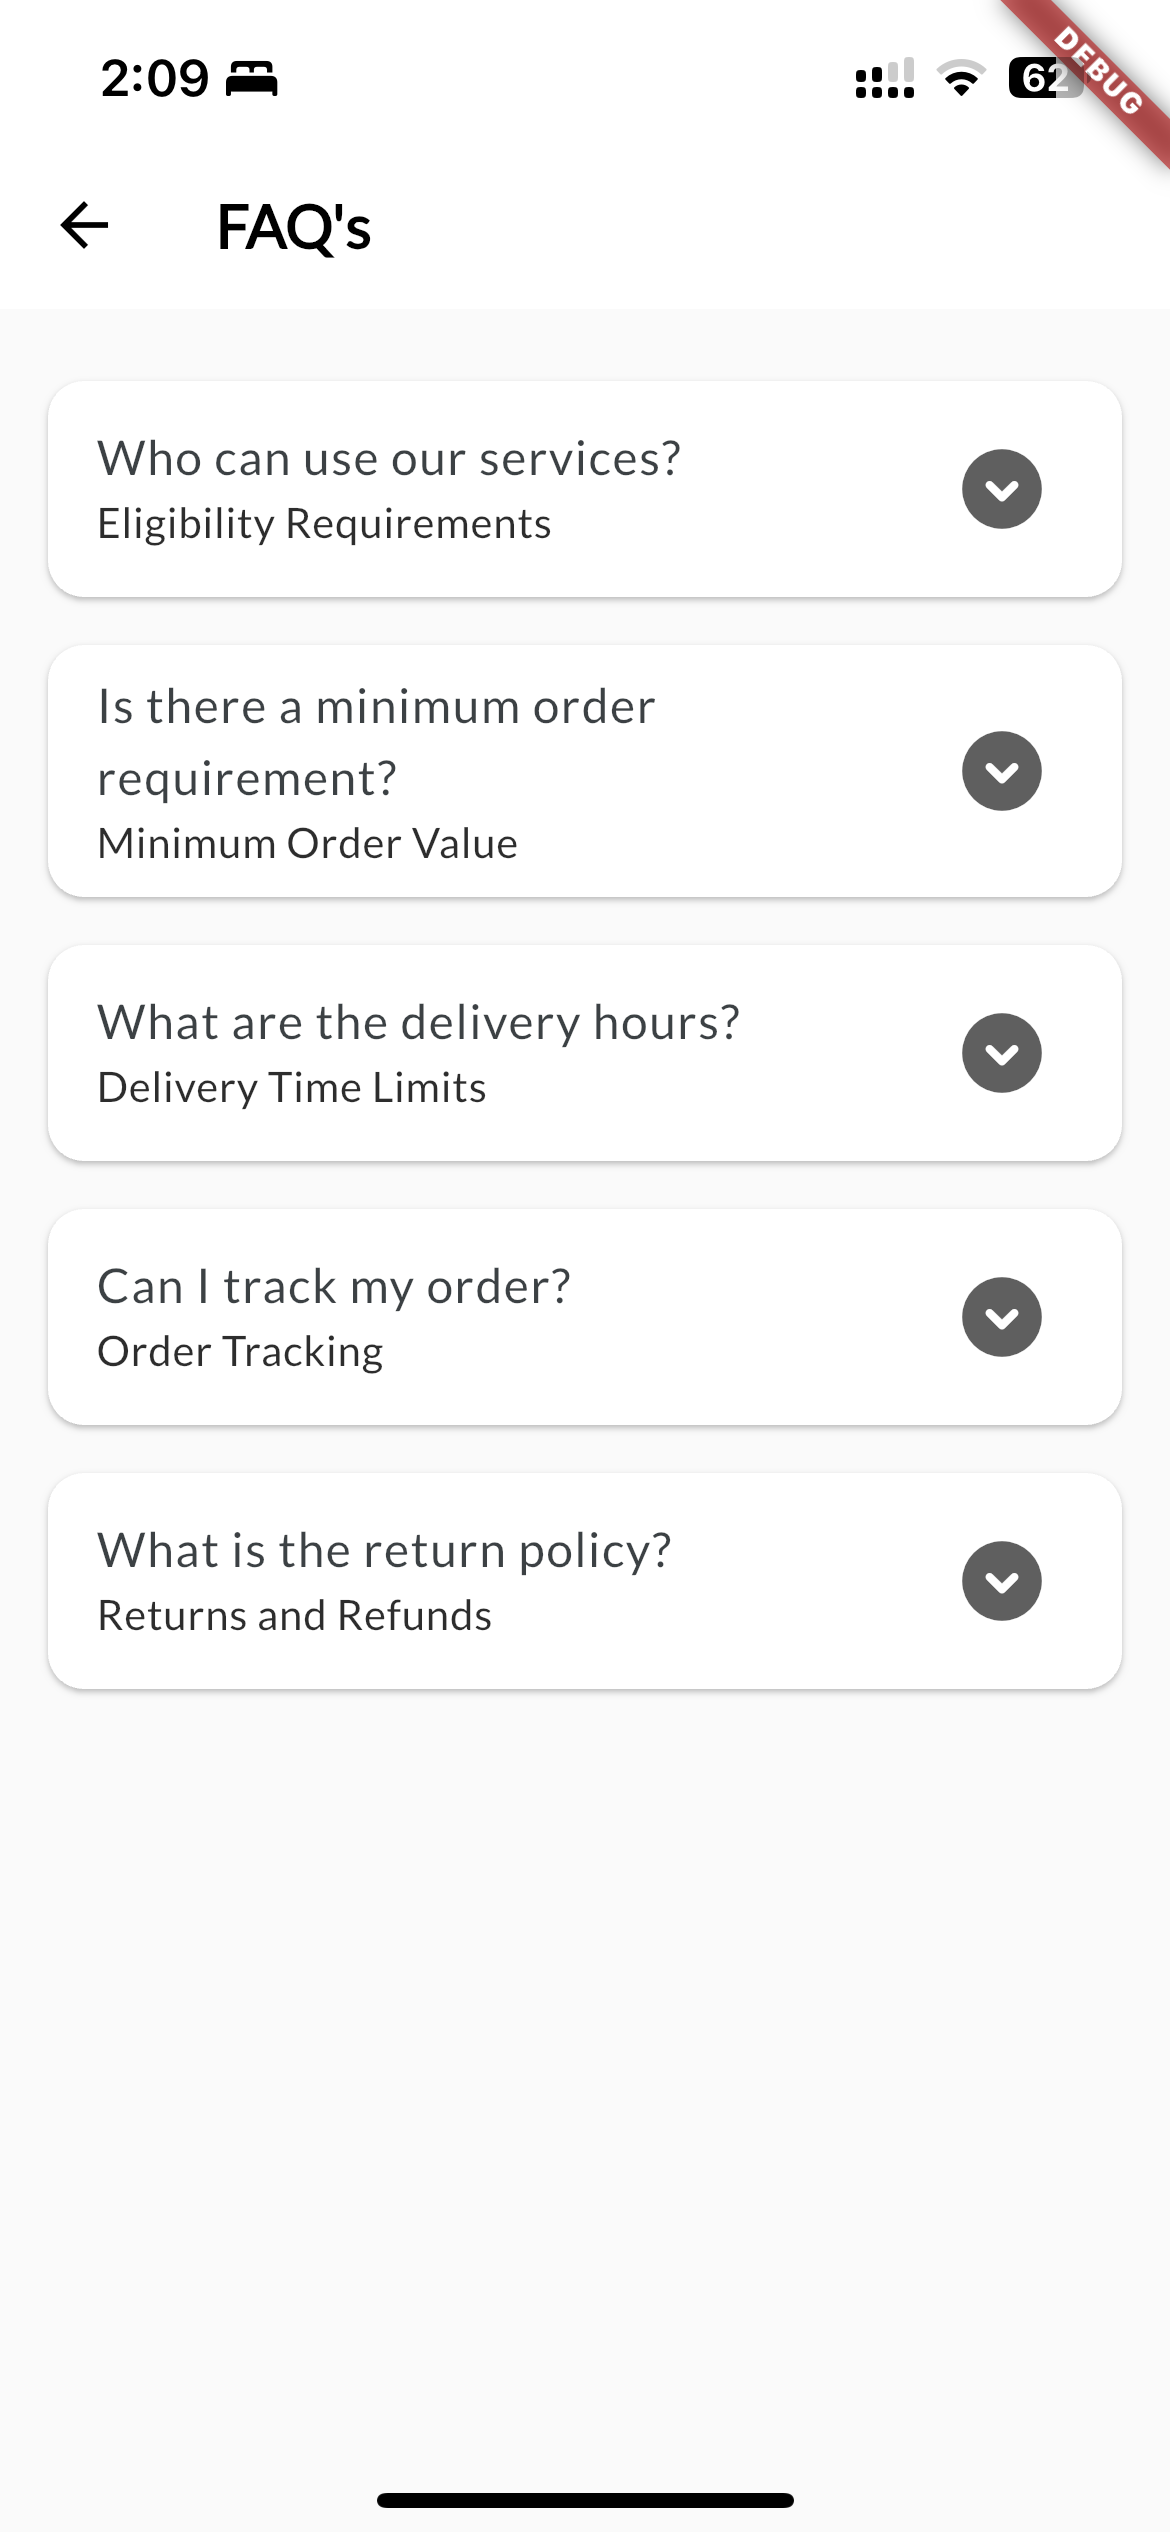 2:09
62
DEBUG
FAQ's
Who can use our services?
Eligibility Requirements
Is there a minimum order
requirement?
Minimum Order Value
What are the delivery hours?
Delivery Time Limits
Can I track my order?
Order Tracking
What is the return policy?
Returns and Refunds